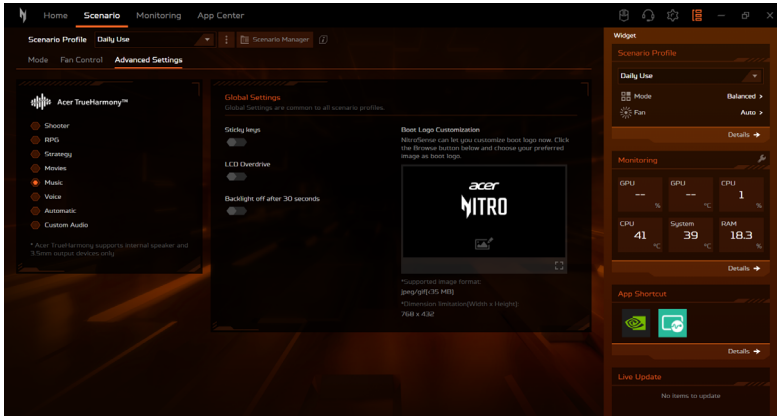 Home Scenario Monitoring App Center
Scenario Profile Daily Use Scenario Manager
Mode Fan Control Advanced Settings
Acer TrueHarmony™
Shooter
RPG
Strategy
Movies
Music
Voice
Automatic
Custom Audio
* Acer TrueHarmony supports internal speaker and
3.5mm output devices only
Global Settings
Global Settings are common to all scenario profiles.
Sticky keys
LCD Overdrive
Backlight off after 30 seconds
Boot Logo Customization
NitroSense can let you customize boot logo now. Click
the Browse button below and choose your preferred
image as boot logo.
acer
NITRO
*Supported image format:
jpeg/gif(<35 MB)
*Dimension limitation(Width x Height):
768 x 432
Widget
Scenario Profile
Daily Use
Mode Balanced >
Fan Auto >
Details →
Monitoring
GPU GPU CPU
-- -- 1
% °C %
CPU System RAM
41 39 18.3
°C °C %
Details →
App Shortcut
Details →
Live Update
No items to update